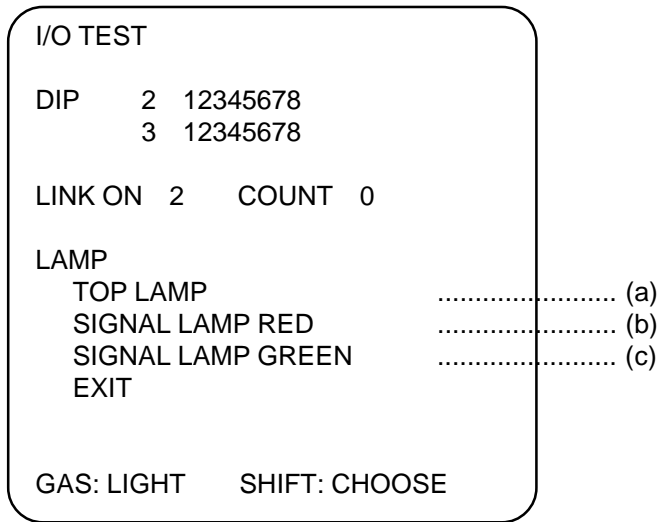 I/O TEST
DIP 2 12345678
3 12345678
LINK ON 2 COUNT 0
LAMP
TOP LAMP ........................ (a)
SIGNAL LAMP RED ........................ (b)
SIGNAL LAMP GREEN ........................ (c)
EXIT
GAS: LIGHT SHIFT: CHOOSE